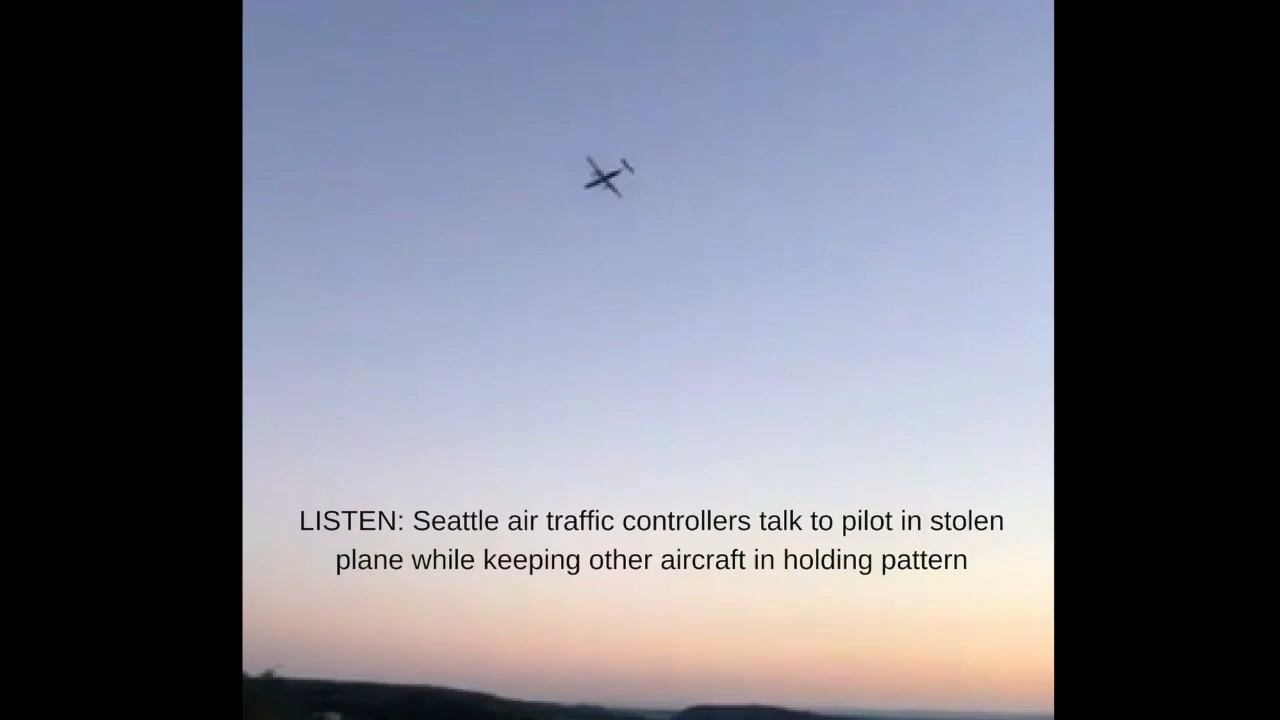 LISTEN: Seattle air traffic controllers talk to pilot in stolen
plane while keeping other aircraft in holding pattern